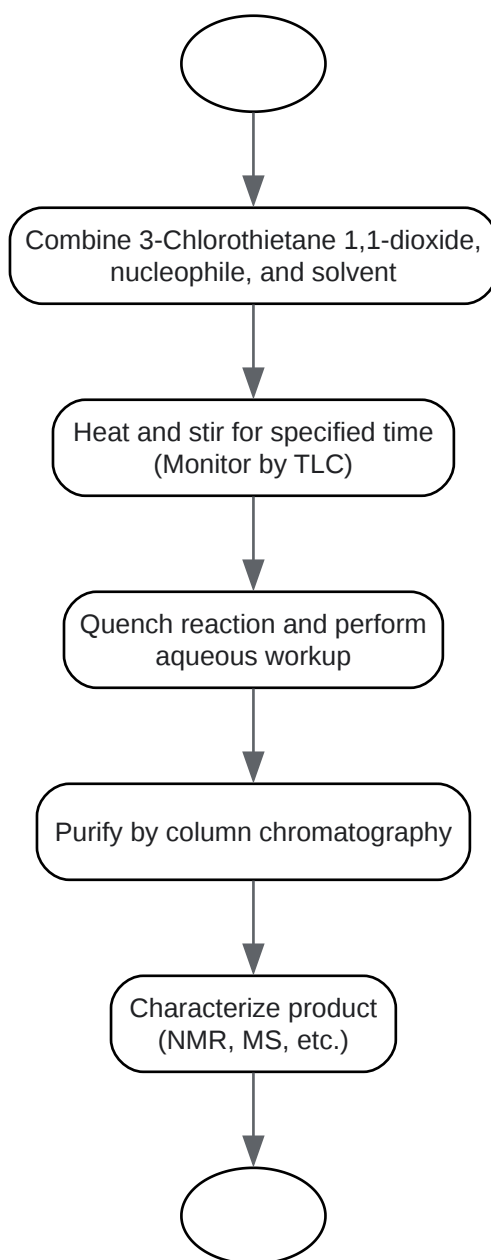 Combine 3-Chlorothietane 1,1-dioxide,
nucleophile, and solvent
Heat and stir for specified time
(Monitor by TLC)
Quench reaction and perform
aqueous workup
Purify by column chromatography
Characterize product
(NMR, MS, etc.)